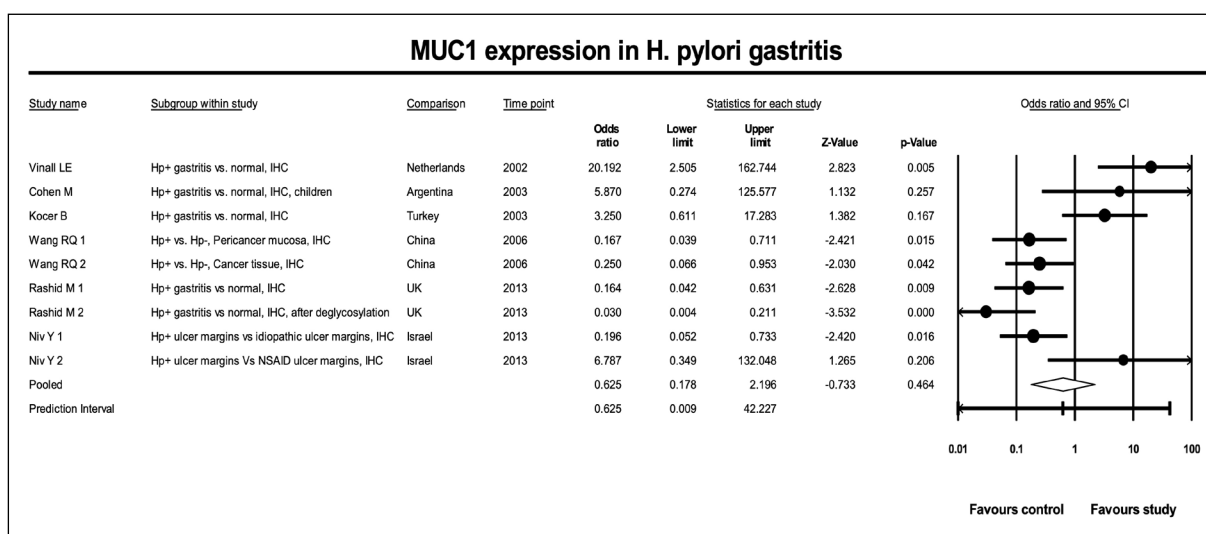 MUC1 expression in H. pylori gastritis
Study name Subgroup within study Comparison Time point Statistics for each study Odds ratio and 95% CI
Odds ratio Lower limit Upper limit Z-Value p-Value
Vinall LE Hp+ gastritis vs. normal, IHC Netherlands 2002 20.192 2.505 162.744 2.823 0.005
Cohen M Hp+ gastritis vs. normal, IHC, children Argentina 2003 5.870 0.274 125.577 1.132 0.257
Kocer B Hp+ gastritis vs. normal, IHC Turkey 2003 3.250 0.611 17.283 1.382 0.167
Wang RQ 1 Hp+ vs. Hp-, Pericancer mucosa, IHC China 2006 0.167 0.039 0.711 -2.421 0.015
Wang RQ 2 Hp+ vs. Hp-, Cancer tissue, IHC China 2006 0.250 0.066 0.953 -2.030 0.042
Rashid M 1 Hp+ gastritis vs normal, IHC UK 2013 0.164 0.042 0.631 -2.628 0.009
Rashid M 2 Hp+ gastritis vs normal, IHC, after deglycosylation UK 2013 0.030 0.004 0.211 -3.532 0.000
Niv Y 1 Hp+ ulcer margins vs idiopathic ulcer margins, IHC Israel 2013 0.196 0.052 0.733 -2.420 0.016
Niv Y 2 Hp+ ulcer margins Vs NSAID ulcer margins, IHC Israel 2013 6.787 0.349 132.048 1.265 0.206
Pooled 0.625 0.178 2.196 -0.733 0.464
Prediction Interval 0.625 0.009 42.227
0.01 0.1 1 10 100
Favours control Favours study